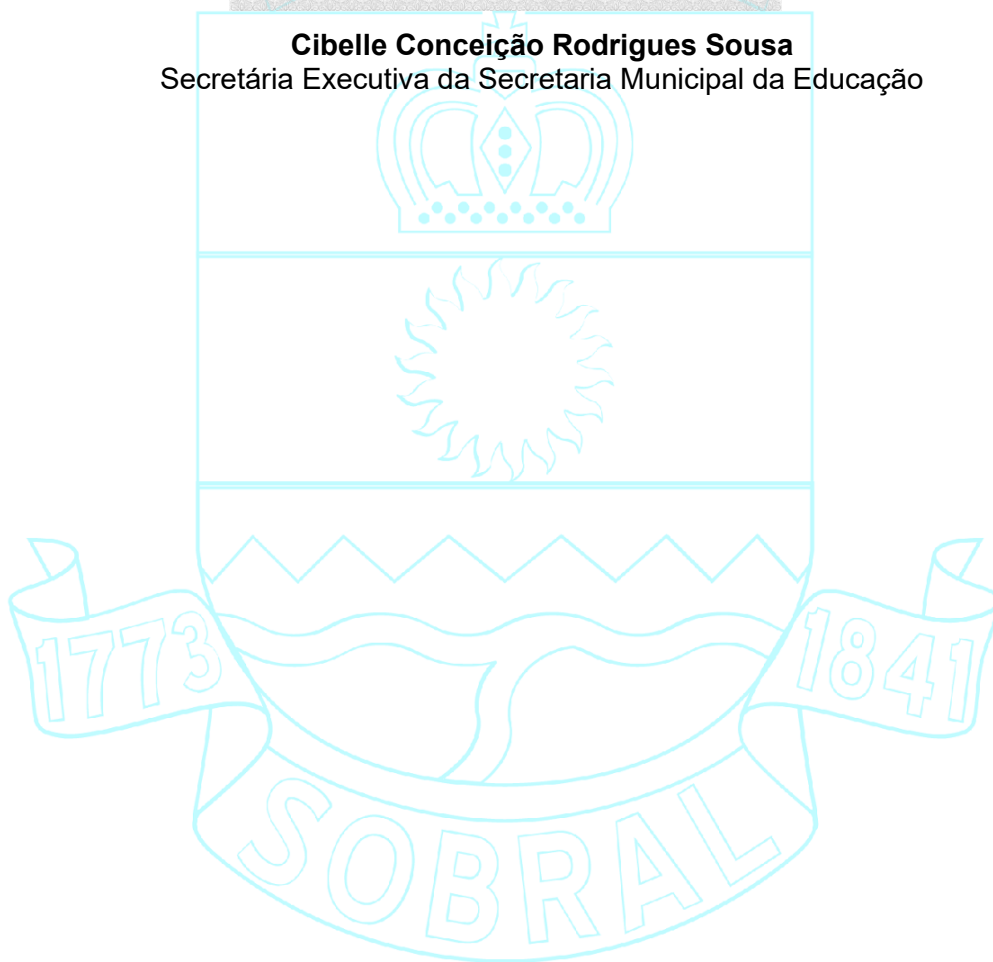 Cibelle Conceição Rodrigues Sousa
Secretária Executiva da Secretaria Municipal da Educação
1773
1841
SOBRAL